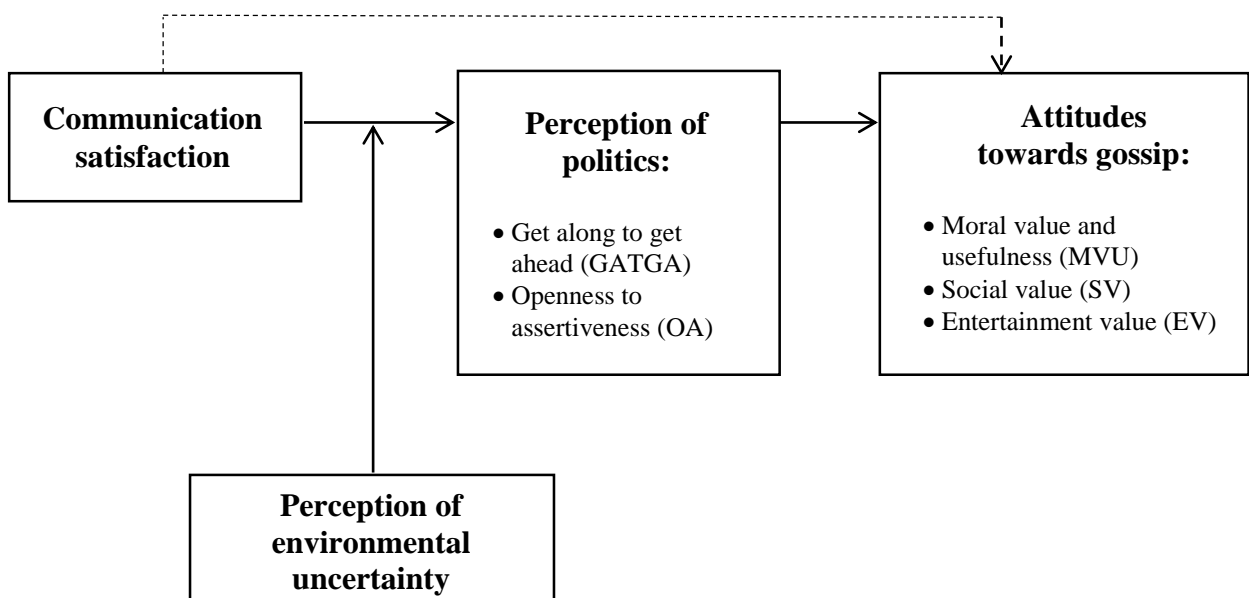 Communication
satisfaction
Perception of
politics:
• Get along to get
ahead (GATGA)
• Openness to
assertiveness (OA)
Attitudes
towards gossip:
• Moral value and
usefulness (MVU)
• Social value (SV)
• Entertainment value (EV)
Perception of
environmental
uncertainty